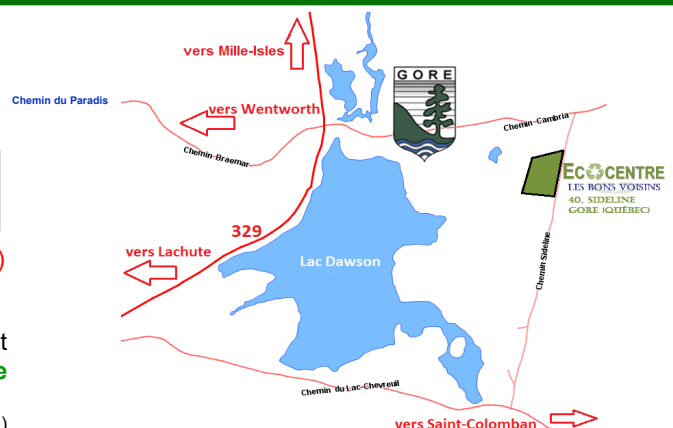 vers Mille-Isles
GORE
Chemin du Paradis
vers Wentworth
Chemin Cambria
Chemin Braemar
ECOCENTRE
LES BONS VOISINS
40, SIDELINE
GORE (QUÉBEC)
329
vers Lachute
Lac Dawson
Chemin Sideline
)
t
e
Chemin du Lac-Chevreuil
)
vers Saint-Colomban